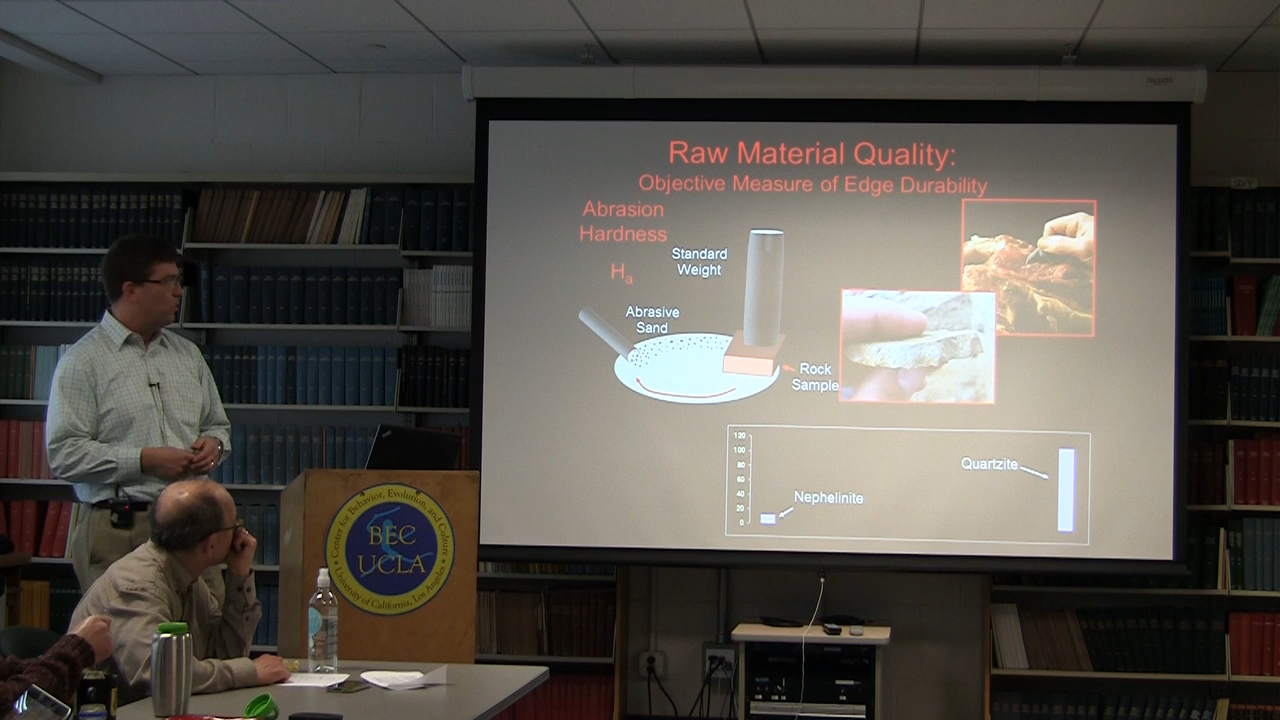 Raw Material Quality:
Objective Measure of Edge Durability
Abrasion
Hardness
Ha
Standard
Weight
Abrasive
Sand
Rock
Sample
120
100
80
60
40
20
0
Nephelinite
Quartzite
Center for Behavior, Evolution, and Culture
BEC
UCLA
University of California, Los Angeles